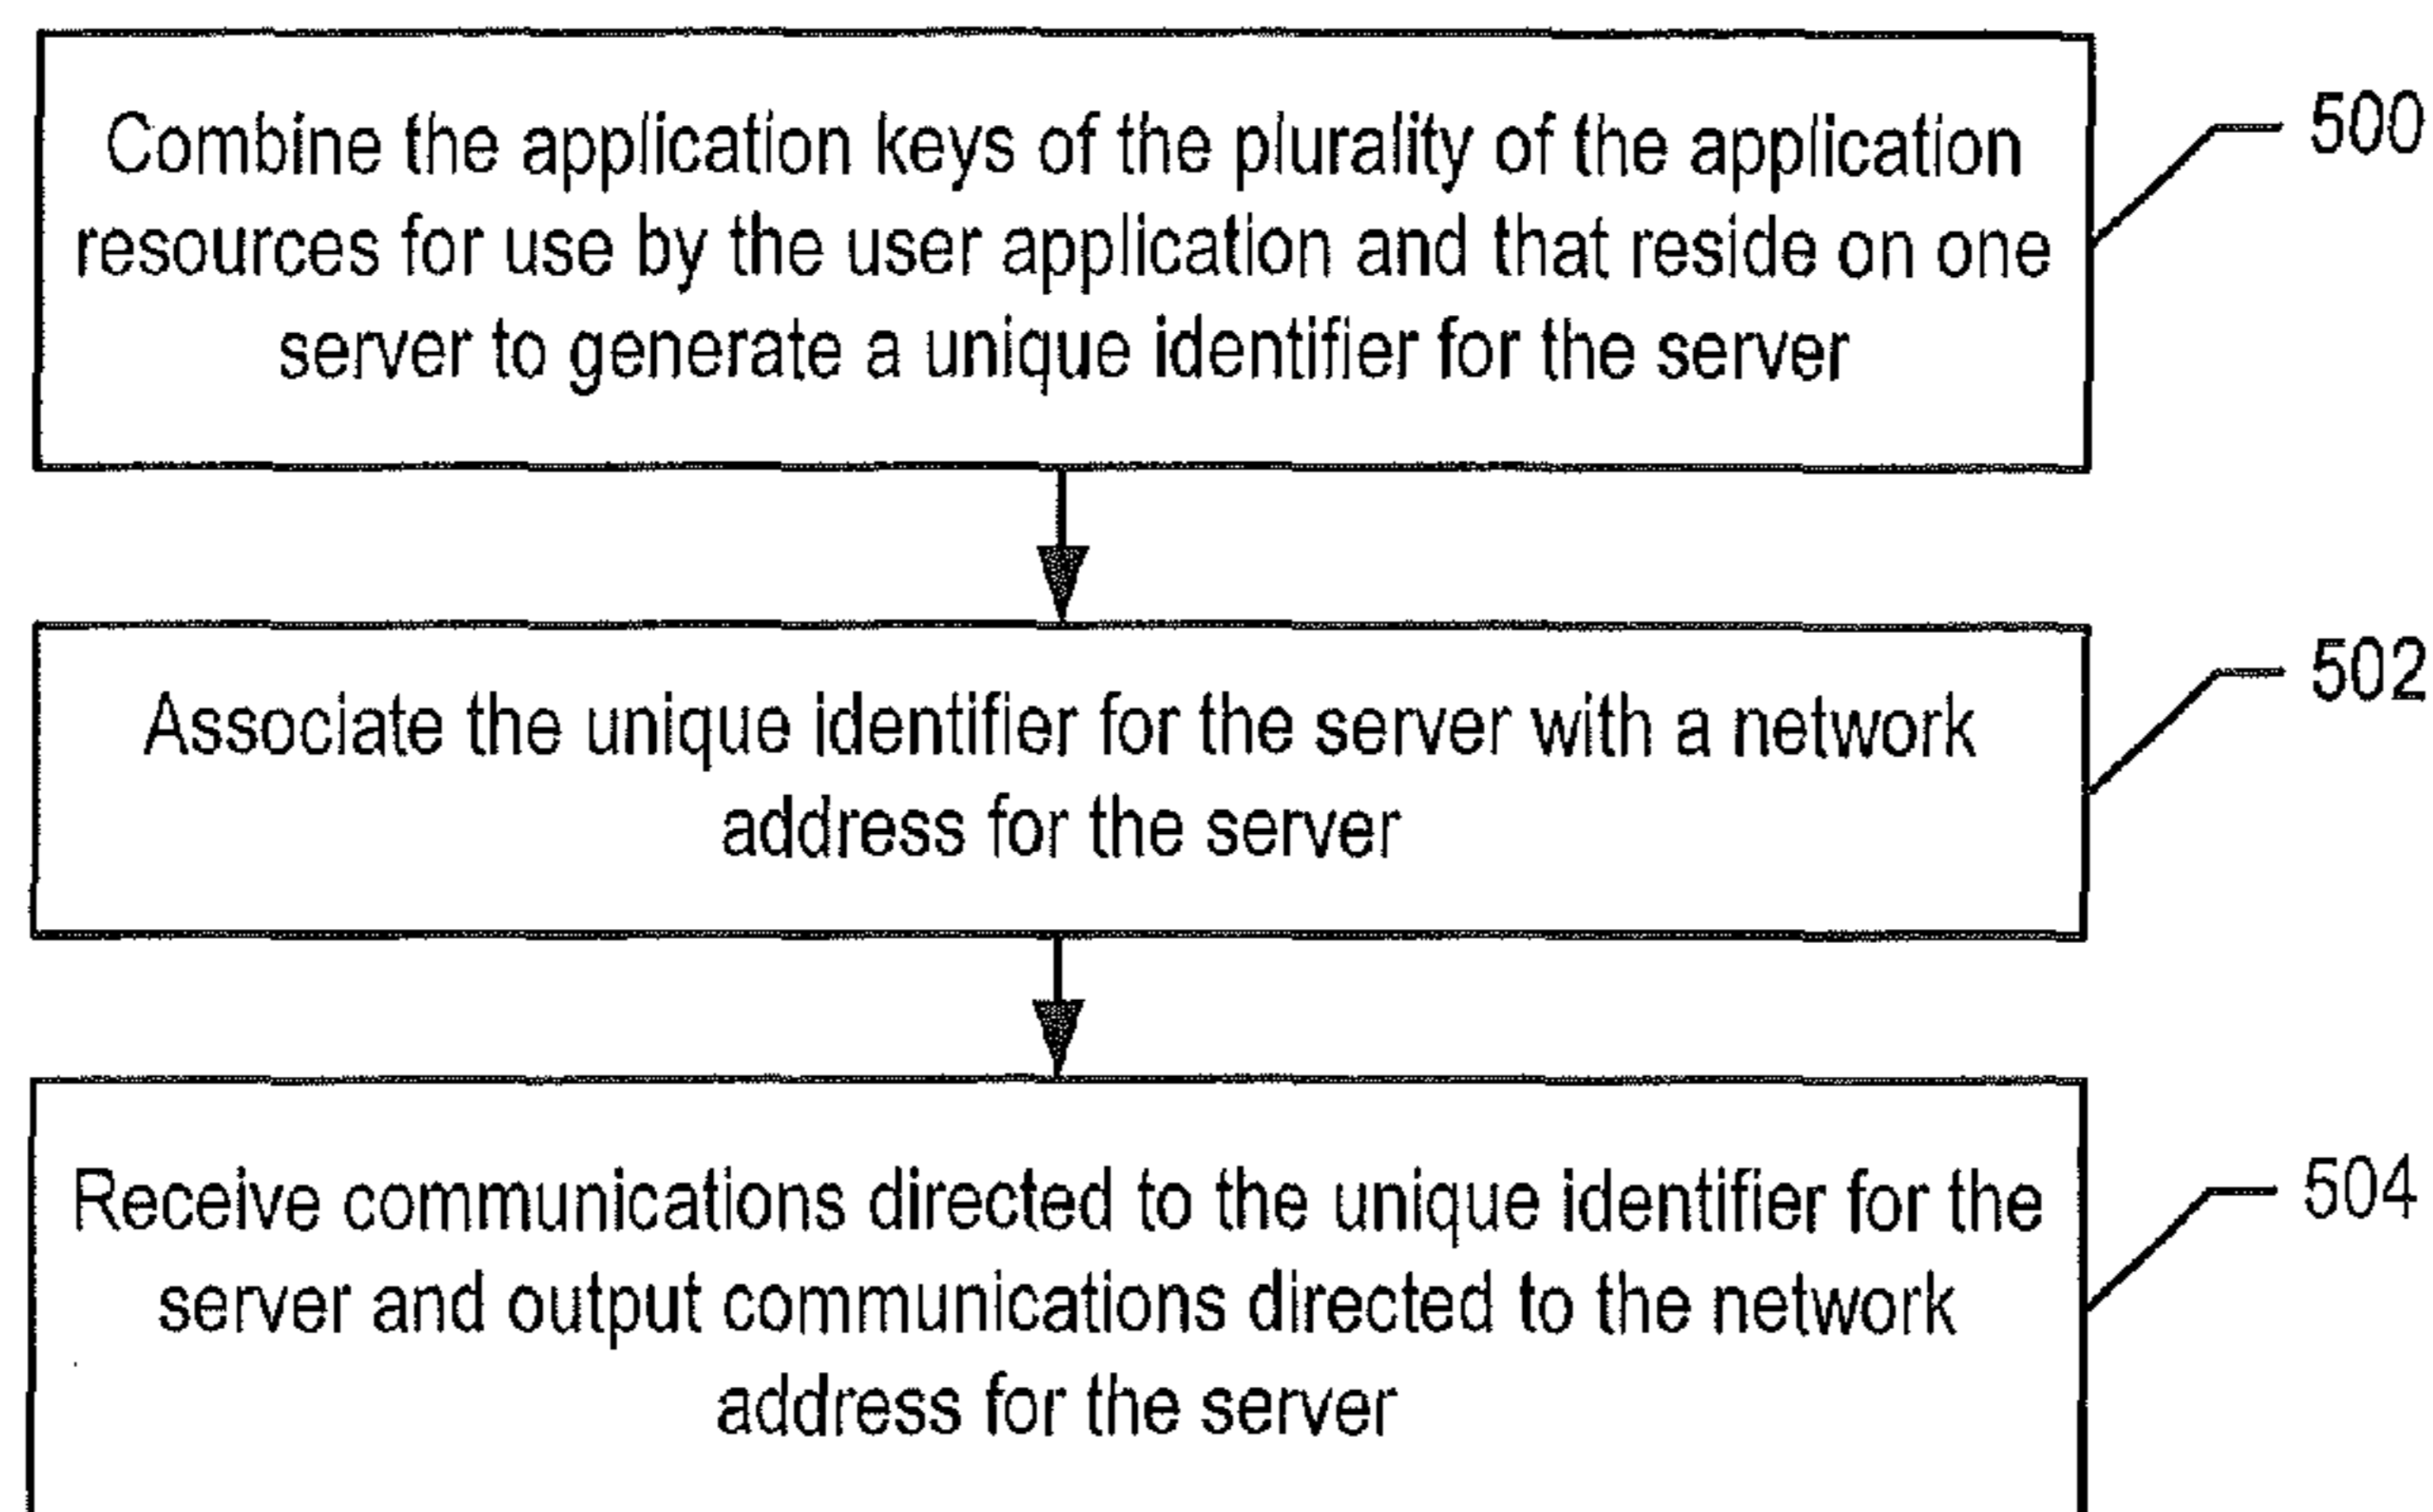 Combine the application keys of the plurality of the application
resources for use by the user application and that reside on one
server to generate a unique identifier for the server
500
Associate the unique identifier for the server with a network
address for the server
502
Receive communications directed to the unique identifier for the
server and output communications directed to the network
address for the server
504